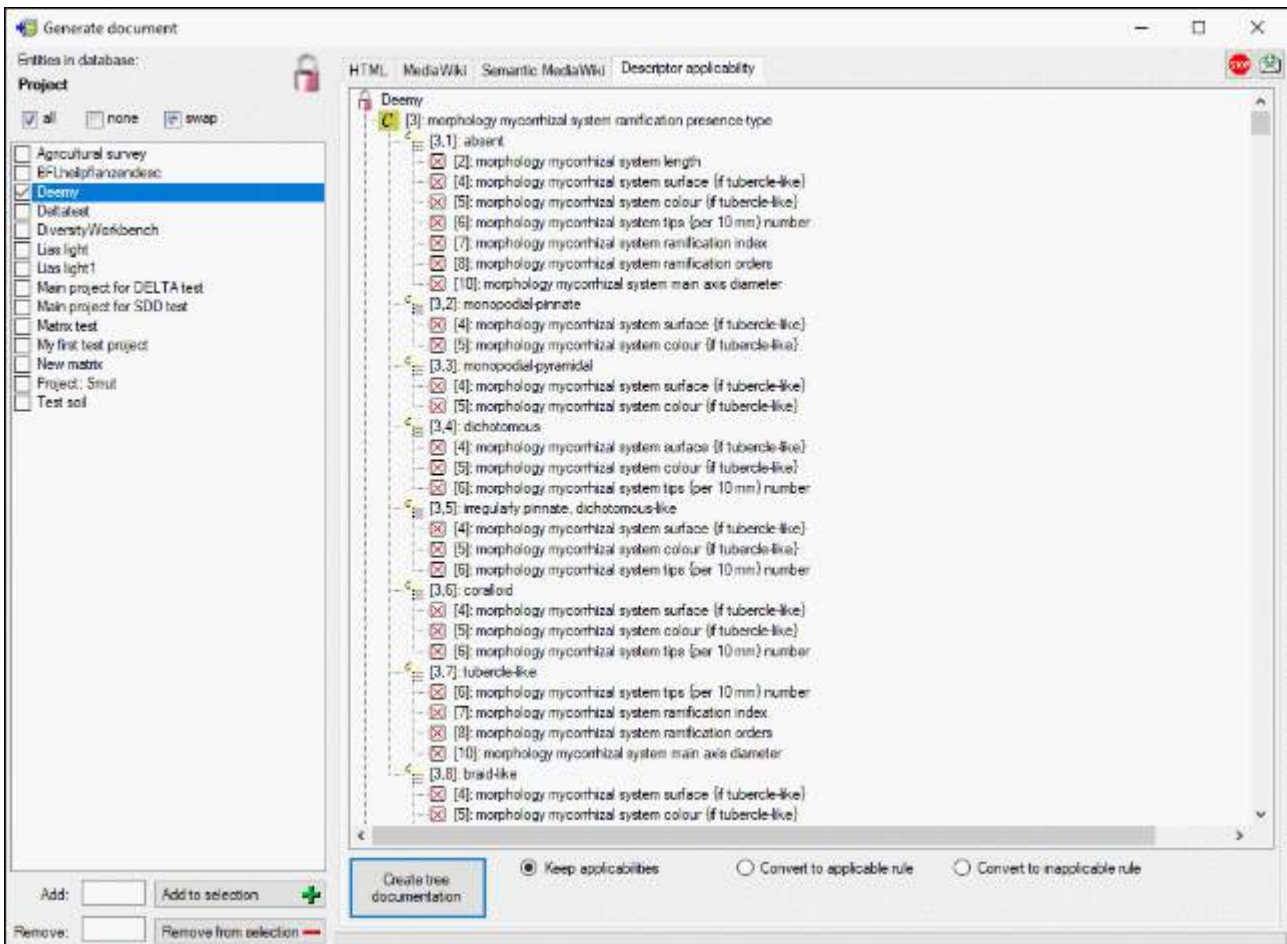 Generate document
Entities in database:
Project
all none swap
Agricultural survey
BFLheilpflanzendesc
Deemy
Deltatest
DiversityWorkbench
Lias light
Lias light1
Main project for DELTA test
Main project for SDD test
Matrix test
My first test project
New matrix
Project: Smut
Test soil
Add: Add to selection
Remove: Remove from selection
HTML MediaWiki Semantic MediaWiki Descriptor applicability
STOP
Deemy
C [3]: morphology mycorrhizal system ramification presence-type
[3,1]: absent
[2]: morphology mycorrhizal system length
[4]: morphology mycorrhizal system surface {if tubercle-like}
[5]: morphology mycorrhizal system colour {if tubercle-like}
[6]: morphology mycorrhizal system tips {per 10 mm} number
[7]: morphology mycorrhizal system ramification index
[8]: morphology mycorrhizal system ramification orders
[10]: morphology mycorrhizal system main axis diameter
[3,2]: monopodial-pinnate
[4]: morphology mycorrhizal system surface {if tubercle-like}
[5]: morphology mycorrhizal system colour {if tubercle-like}
[3,3]: monopodial-pyramidal
[4]: morphology mycorrhizal system surface {if tubercle-like}
[5]: morphology mycorrhizal system colour {if tubercle-like}
[3,4]: dichotomous
[4]: morphology mycorrhizal system surface {if tubercle-like}
[5]: morphology mycorrhizal system colour {if tubercle-like}
[6]: morphology mycorrhizal system tips {per 10 mm} number
[3,5]: irregularly pinnate, dichotomous-like
[4]: morphology mycorrhizal system surface {if tubercle-like}
[5]: morphology mycorrhizal system colour {if tubercle-like}
[6]: morphology mycorrhizal system tips {per 10 mm} number
[3,6]: coralloid
[4]: morphology mycorrhizal system surface {if tubercle-like}
[5]: morphology mycorrhizal system colour {if tubercle-like}
[6]: morphology mycorrhizal system tips {per 10 mm} number
[3,7]: tubercle-like
[6]: morphology mycorrhizal system tips {per 10 mm} number
[7]: morphology mycorrhizal system ramification index
[8]: morphology mycorrhizal system ramification orders
[10]: morphology mycorrhizal system main axis diameter
[3,8]: braid-like
[4]: morphology mycorrhizal system surface {if tubercle-like}
[5]: morphology mycorrhizal system colour {if tubercle-like}
Create tree
documentation
Keep applicabilities Convert to applicable rule Convert to inapplicable rule